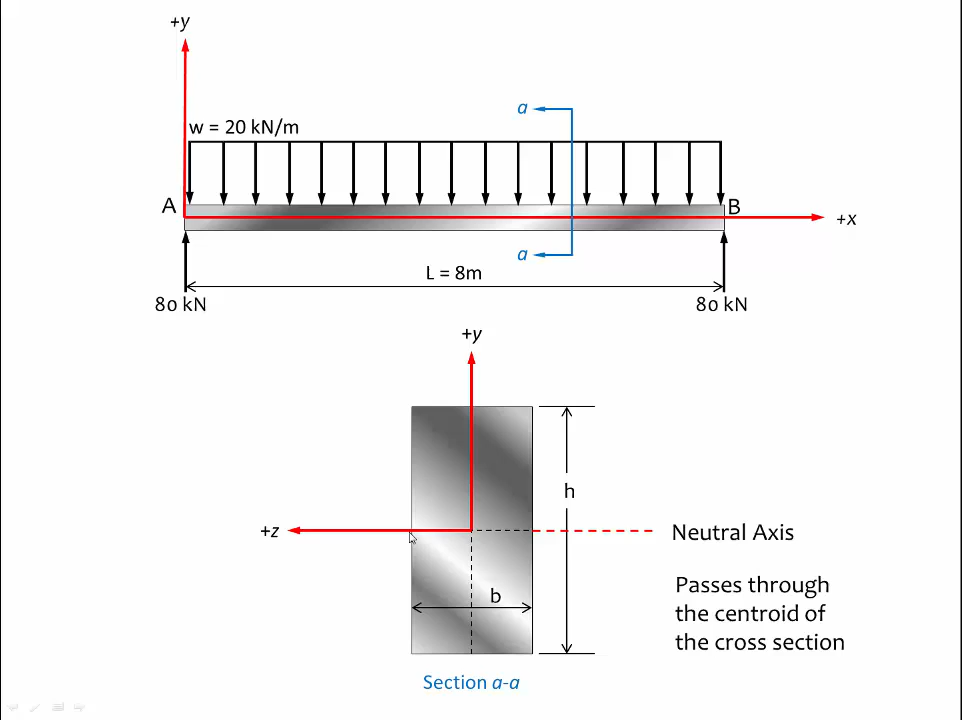 +y
a
w = 20 kN/m
A
B
+x
a
L = 8m
80 kN
80 kN
+y
h
+z
Neutral Axis
Passes through
the centroid of
the cross section
b
Section a-a